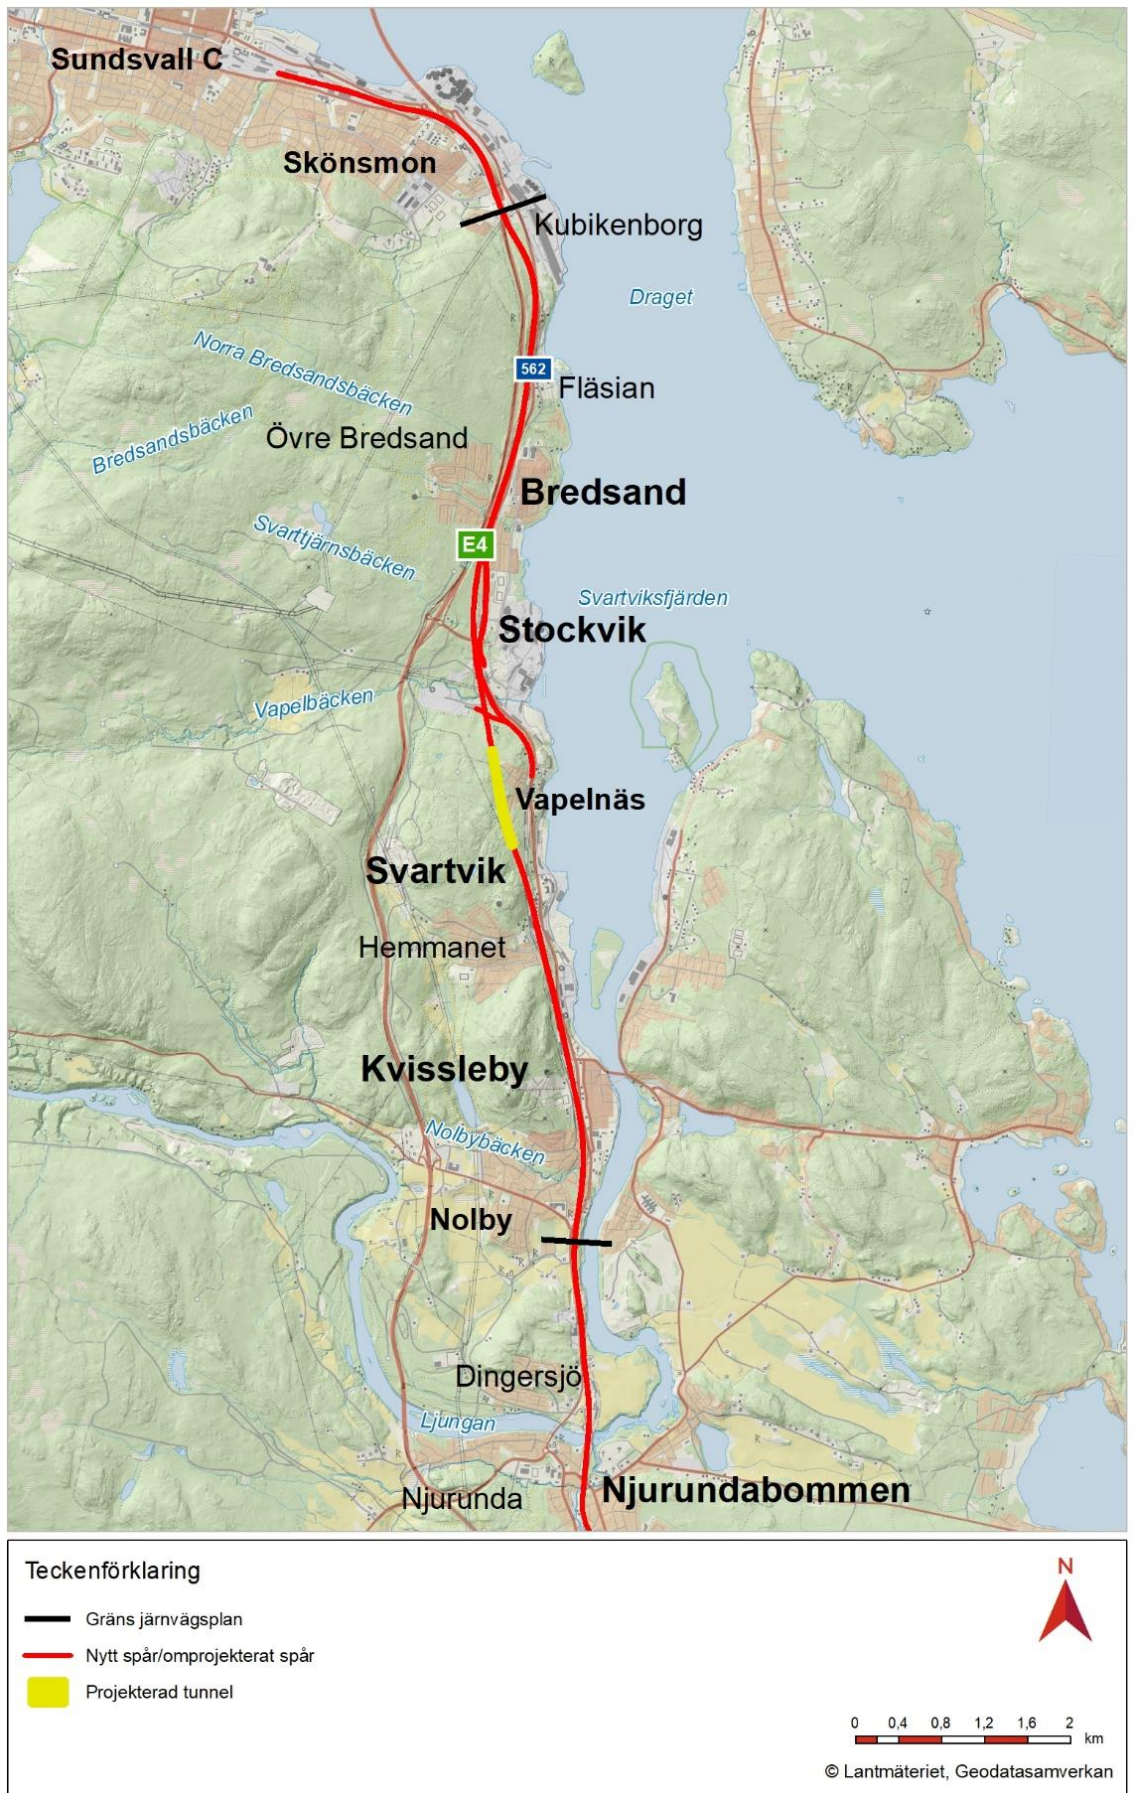 Sundsvall C
Skönsmon
Kubikenborg
Draget
Norra Bredsandsbäcken
562
Fläsian
Bredsandsbäcken
Övre Bredsand
Bredsand
Svarttjärnsbäcken
E4
Svartviksfjärden
Stockvik
Vapelbäcken
Vapelnäs
Svartvik
Hemmanet
Kvissleby
Nolbybäcken
Nolby
Dingersjö
Ljungan
Njurunda
Njurundabommen
Teckenförklaring
Gräns järnvägsplan
Nytt spår/omprojekterat spår
Projekterad tunnel
N
0 0,4 0,8 1,2 1,6 2
km
© Lantmäteriet, Geodatasamverkan